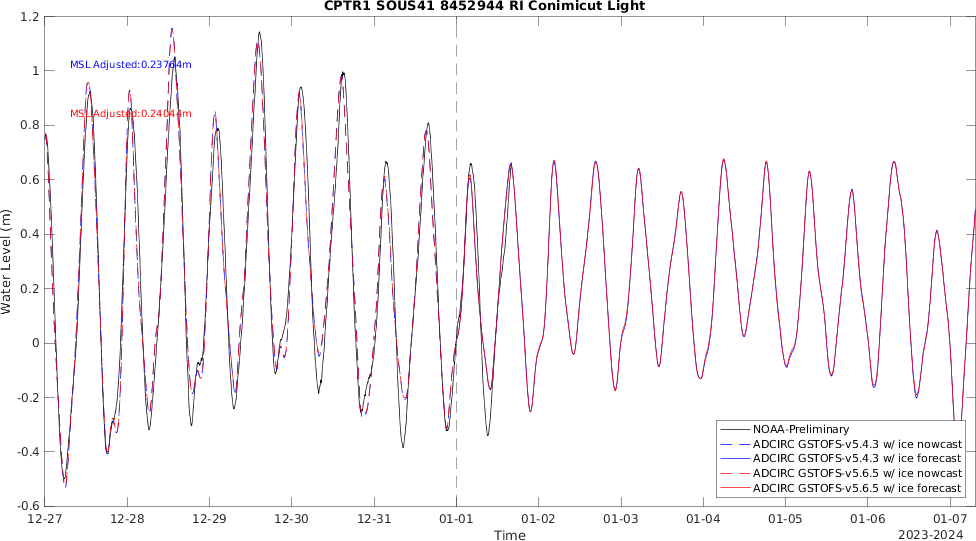 CPTR1 SOUS41 8452944 RI Conimicut Light
1.2
1
0.8
0.6
0.4
0.2
0
-0.2
-0.4
-0.6
Water Level (m)
MSL Adjusted:0.23764m
MSL Adjusted:0.24044m
NOAA-Preliminary
ADCIRC GSTOFS-v5.4.3 w/ ice nowcast
ADCIRC GSTOFS-v5.4.3 w/ ice forecast
ADCIRC GSTOFS-v5.6.5 w/ ice nowcast
ADCIRC GSTOFS-v5.6.5 w/ ice forecast
12-27 12-28 12-29 12-30 12-31 01-01 01-02 01-03 01-04 01-05 01-06 01-07
Time
2023-2024